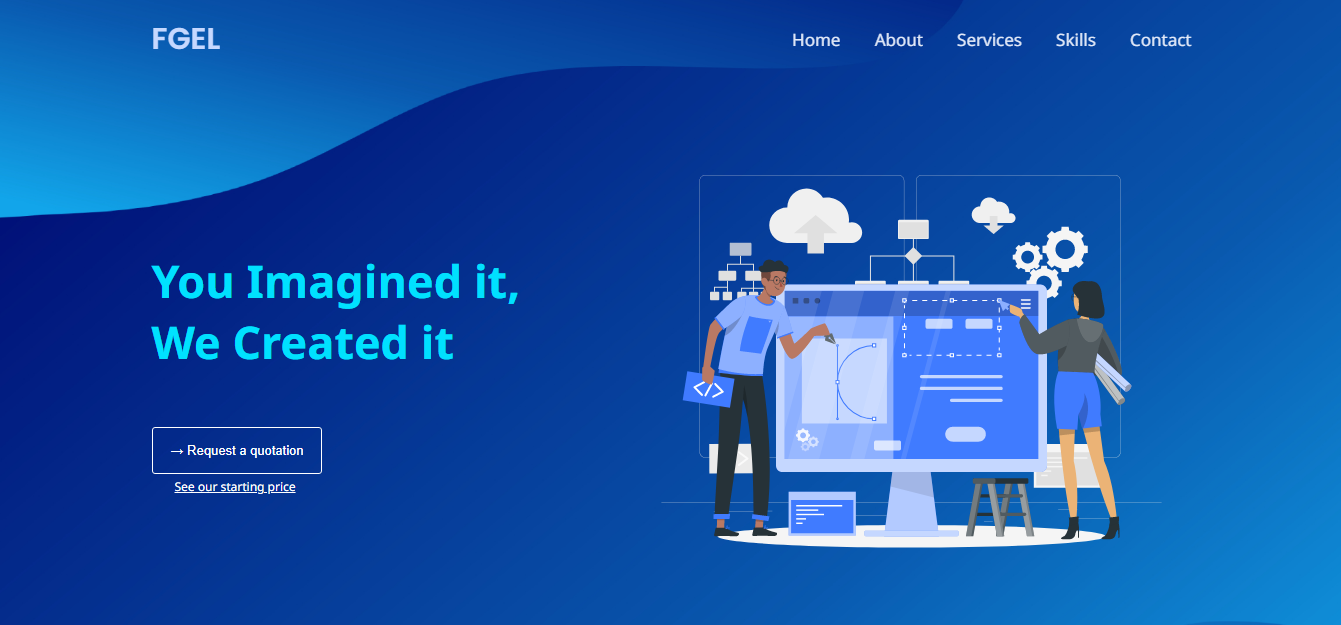 FGEL
Home About Services Skills Contact
You Imagined it,
We Created it
→ Request a quotation
See our starting price
</>